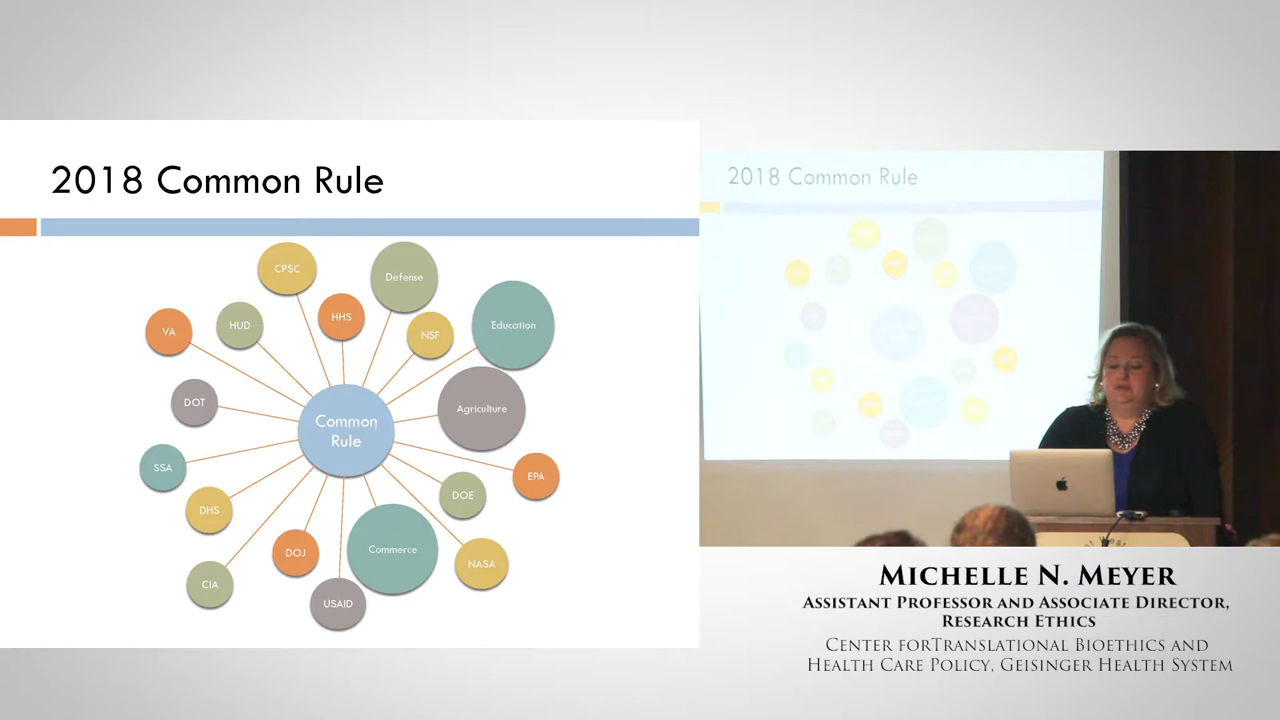 2018 Common Rule
CPSC
Defense
HUD
HHS
Education
VA
NSF
DOT
Agriculture
Common
Rule
SSA
EPA
DOE
DHS
DOJ
Commerce
NASA
CIA
USAID
2018 Common Rule
MICHELLE N. MEYER
ASSISTANT PROFESSOR AND ASSOCIATE DIRECTOR,
RESEARCH ETHICS
CENTER FORTRANSLATIONAL BIOETHICS AND
HEALTH CARE POLICY, GEISINGER HEALTH SYSTEM